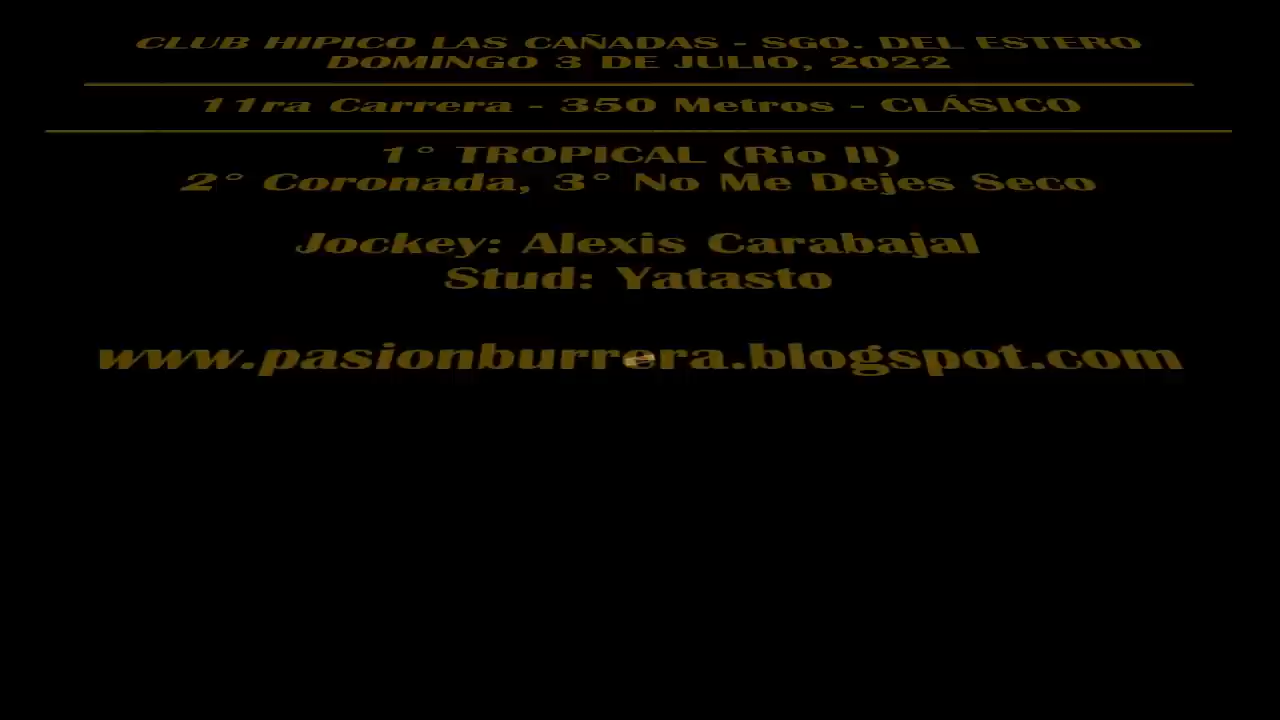 CLUB HIPICO LAS CAÑADAS - SGO. DEL ESTERO
DOMINGO 3 DE JULIO, 2022
11ra Carrera - 350 Metros - CLÁSICO
1° TROPICAL (Rio II)
2° Coronada, 3° No Me Dejes Seco
Jockey: Alexis Carabajal
Stud: Yatasto
www.pasionburrera.blogspot.com